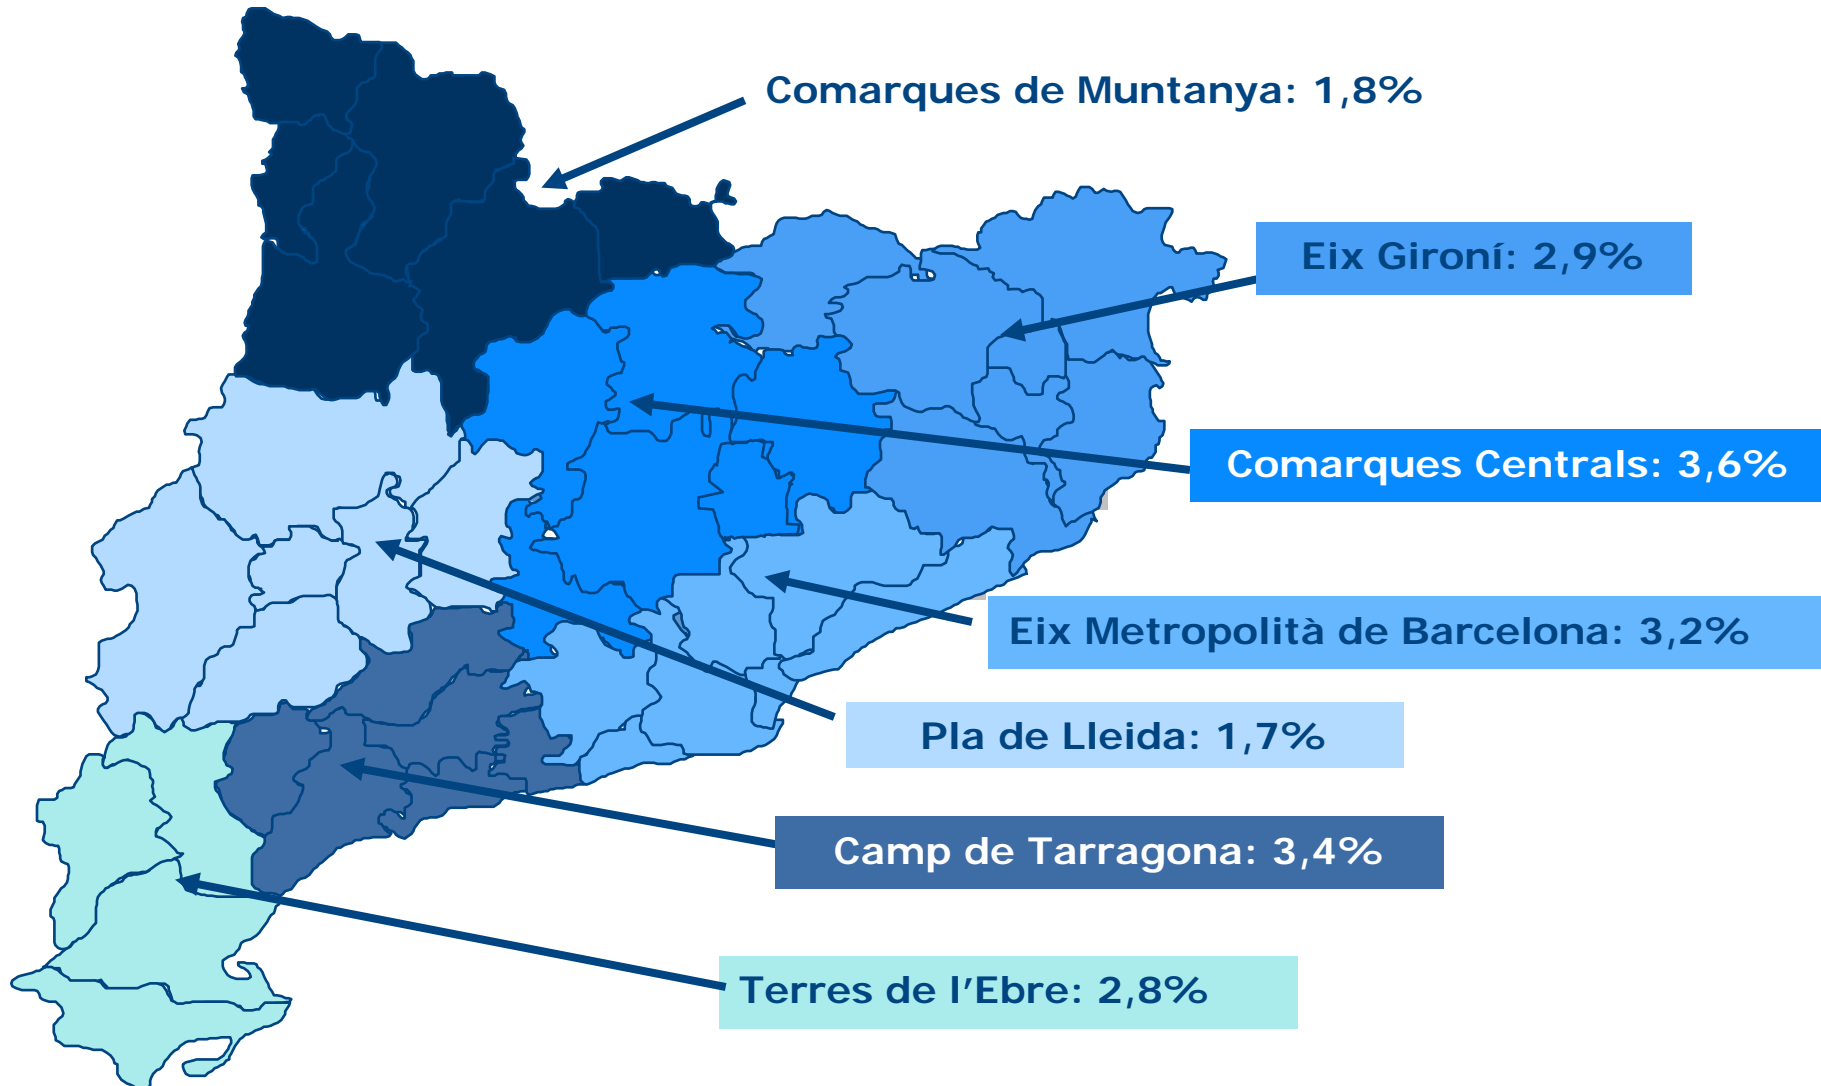 Comarques de Muntanya: 1,8%
Eix Gironí: 2,9%
Comarques Centrals: 3,6%
Eix Metropolità de Barcelona: 3,2%
Pla de Lleida: 1,7%
Camp de Tarragona: 3,4%
Terres de l’Ebre: 2,8%